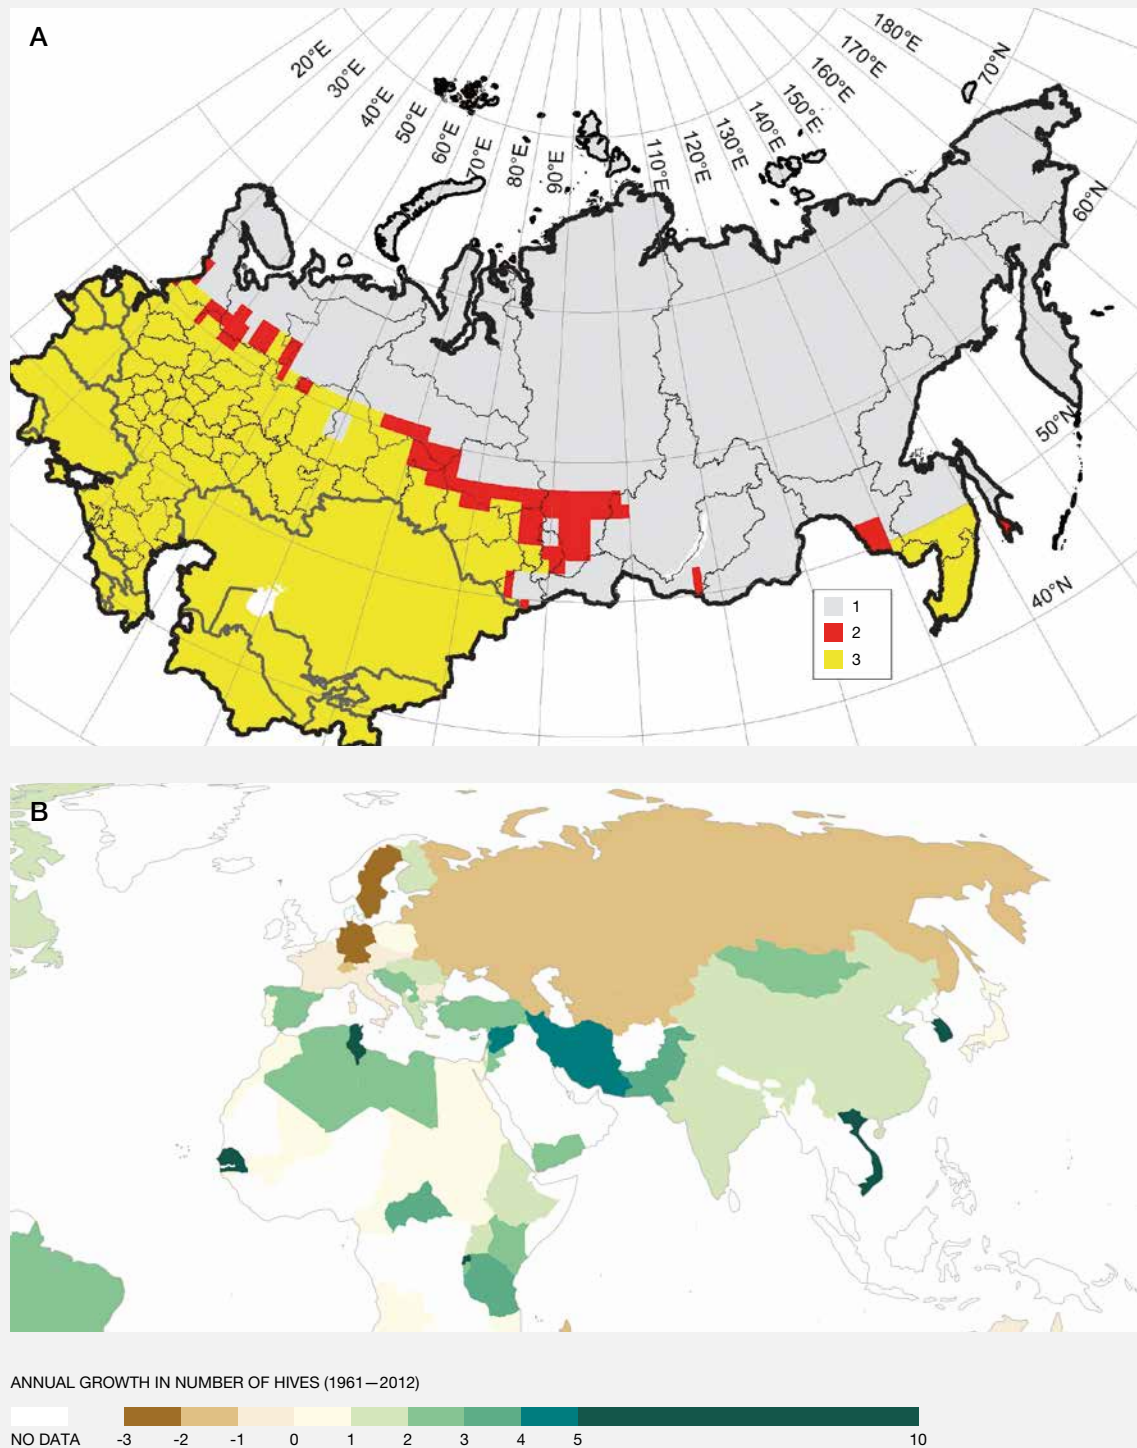 A
20°E
30°E
40°E
50°E
60°E
70°E
80°E
90°E
110°E
120°E
130°E
140°E
150°E
160°E
170°E
180°E
70°N
60°N
50°N
40°N
1
2
3
B
ANNUAL GROWTH IN NUMBER OF HIVES (1961—2012)
NO DATA -3 -2 -1 0 1 2 3 4 5 10